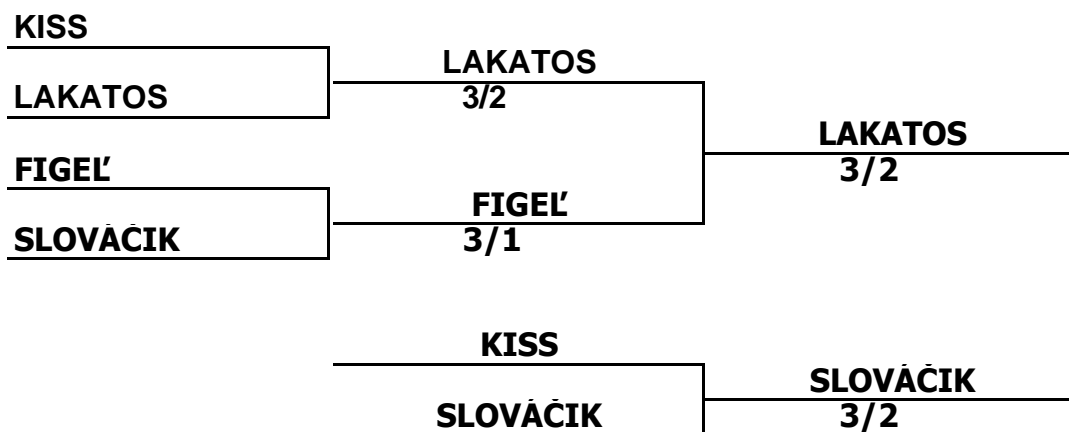 KISS
LAKATOS
LAKATOS
3/2
LAKATOS
3/2
FIGEĽ
FIGEĽ
3/1
SLOVÁČIK
KISS
SLOVÁČIK
SLOVÁČIK
3/2